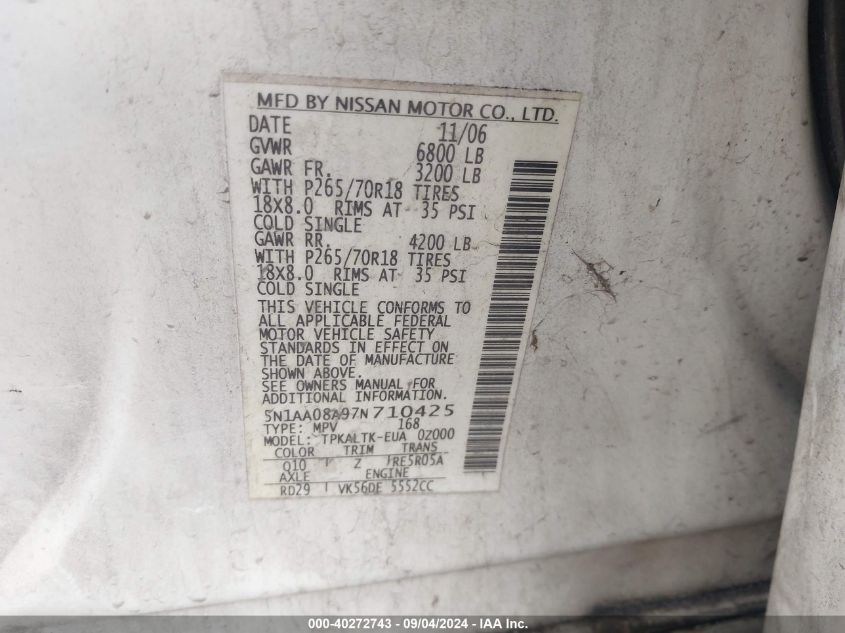 MFD BY NISSAN MOTOR CO., LTD.
DATE 11/06
GVWR 6800 LB
GAWR FR. 3200 LB
WITH P265/70R18 TIRES
18X8.0 RIMS AT 35 PSI
COLD SINGLE
GAWR RR. 4200 LB
WITH P265/70R18 TIRES
18X8.0 RIMS AT 35 PSI
COLD SINGLE
THIS VEHICLE CONFORMS TO
ALL APPLICABLE FEDERAL
MOTOR VEHICLE SAFETY
STANDARDS IN EFFECT ON
THE DATE OF MANUFACTURE
SHOWN ABOVE.
SEE OWNERS MANUAL FOR
ADDITIONAL INFORMATION.
5N1AA08A97N710425
TYPE: MPV 168
MODEL: TPKALTK-EUA 0Z000
COLOR TRIM TRANS
Q10 Z RE5R05A
AXLE ENGINE
RD29 VK56DE 5552CC
000-40272743 - 09/04/2024 - IAA Inc.